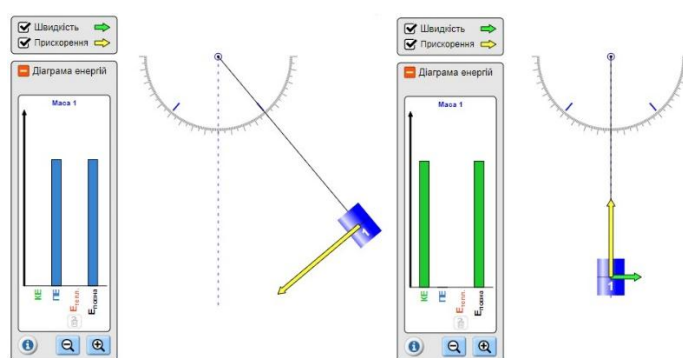 Швидкість
Прискорення
Діаграма енергій
Маса 1
КЕ
ПЕ
Eтепл.
Eповна
1
Швидкість
Прискорення
Діаграма енергій
Маса 1
КЕ
ПЕ
Eтепл.
Eповна
1